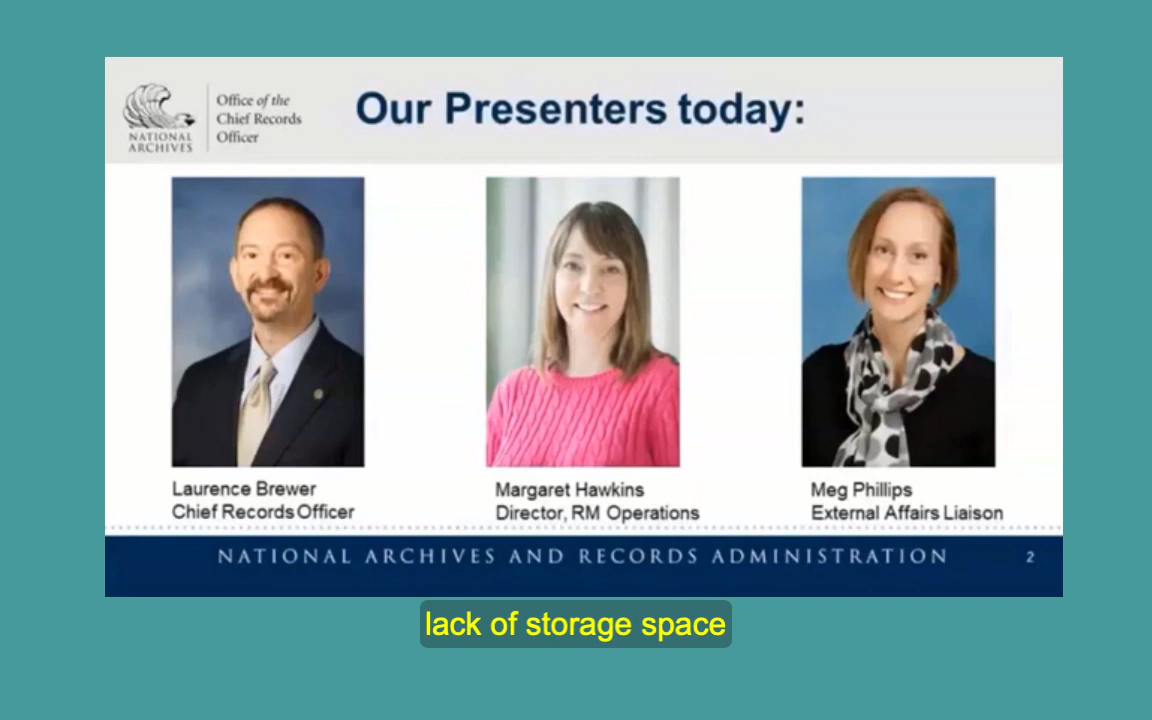 NATIONAL
ARCHIVES
Office of the
Chief Records
Officer
Our Presenters today:
Laurence Brewer
Chief Records Officer
Margaret Hawkins
Director, RM Operations
Meg Phillips
External Affairs Liaison
NATIONAL ARCHIVES AND RECORDS ADMINISTRATION
2
lack of storage space